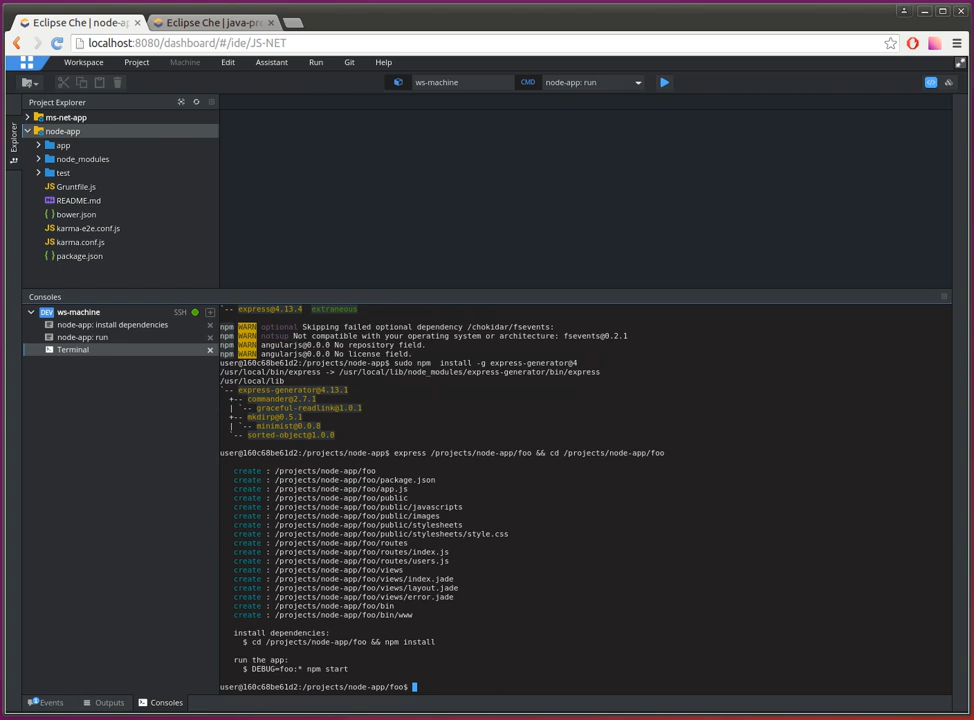 Eclipse Che | node-ap
Eclipse Che | java-pro
localhost:8080/dashboard/#/ide/JS-NET
Workspace Project Machine Edit Assistant Run Git Help
ws-machine CMD node-app: run
Project Explorer
Explorer
ms-net-app
node-app
app
node_modules
test
Gruntfile.js
README.md
bower.json
karma-e2e.conf.js
karma.conf.js
package.json
Consoles
DEV ws-machine SSH
node-app: install dependencies
node-app: run
Terminal
`-- express@4.13.4 extraneous
npm WARN optional Skipping failed optional dependency /chokidar/fsevents:
npm WARN notsup Not compatible with your operating system or architecture: fsevents@0.2.1
npm WARN angularjs@0.0.0 No repository field.
npm WARN angularjs@0.0.0 No license field.
user@160c68be61d2:/projects/node-app$ sudo npm  install -g express-generator@4
/usr/local/bin/express -> /usr/local/lib/node_modules/express-generator/bin/express
/usr/local/lib
`-- express-generator@4.13.1
+-- commander@2.7.1
| `-- graceful-readlink@1.0.1
+-- mkdirp@0.5.1
| `-- minimist@0.0.8
`-- sorted-object@1.0.0
user@160c68be61d2:/projects/node-app$ express /projects/node-app/foo && cd /projects/node-app/foo
create : /projects/node-app/foo
create : /projects/node-app/foo/package.json
create : /projects/node-app/foo/app.js
create : /projects/node-app/foo/public
create : /projects/node-app/foo/public/javascripts
create : /projects/node-app/foo/public/images
create : /projects/node-app/foo/public/stylesheets
create : /projects/node-app/foo/public/stylesheets/style.css
create : /projects/node-app/foo/routes
create : /projects/node-app/foo/routes/index.js
create : /projects/node-app/foo/routes/users.js
create : /projects/node-app/foo/views
create : /projects/node-app/foo/views/index.jade
create : /projects/node-app/foo/views/layout.jade
create : /projects/node-app/foo/views/error.jade
create : /projects/node-app/foo/bin
create : /projects/node-app/foo/bin/www
install dependencies:
$ cd /projects/node-app/foo && npm install
run the app:
$ DEBUG=foo:* npm start
user@160c68be61d2:/projects/node-app/foo$
Events Outputs Consoles